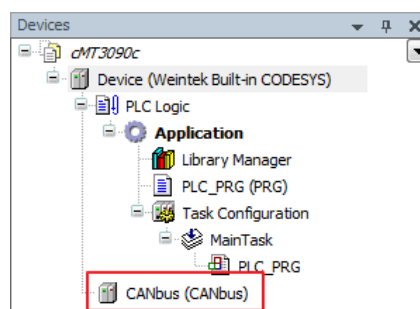 Devices
cMT3090c
Device (Weintek Built-in CODESYS)
PLC Logic
Application
Library Manager
PLC_PRG (PRG)
Task Configuration
MainTask
PLC_PRG
CANbus (CANbus)